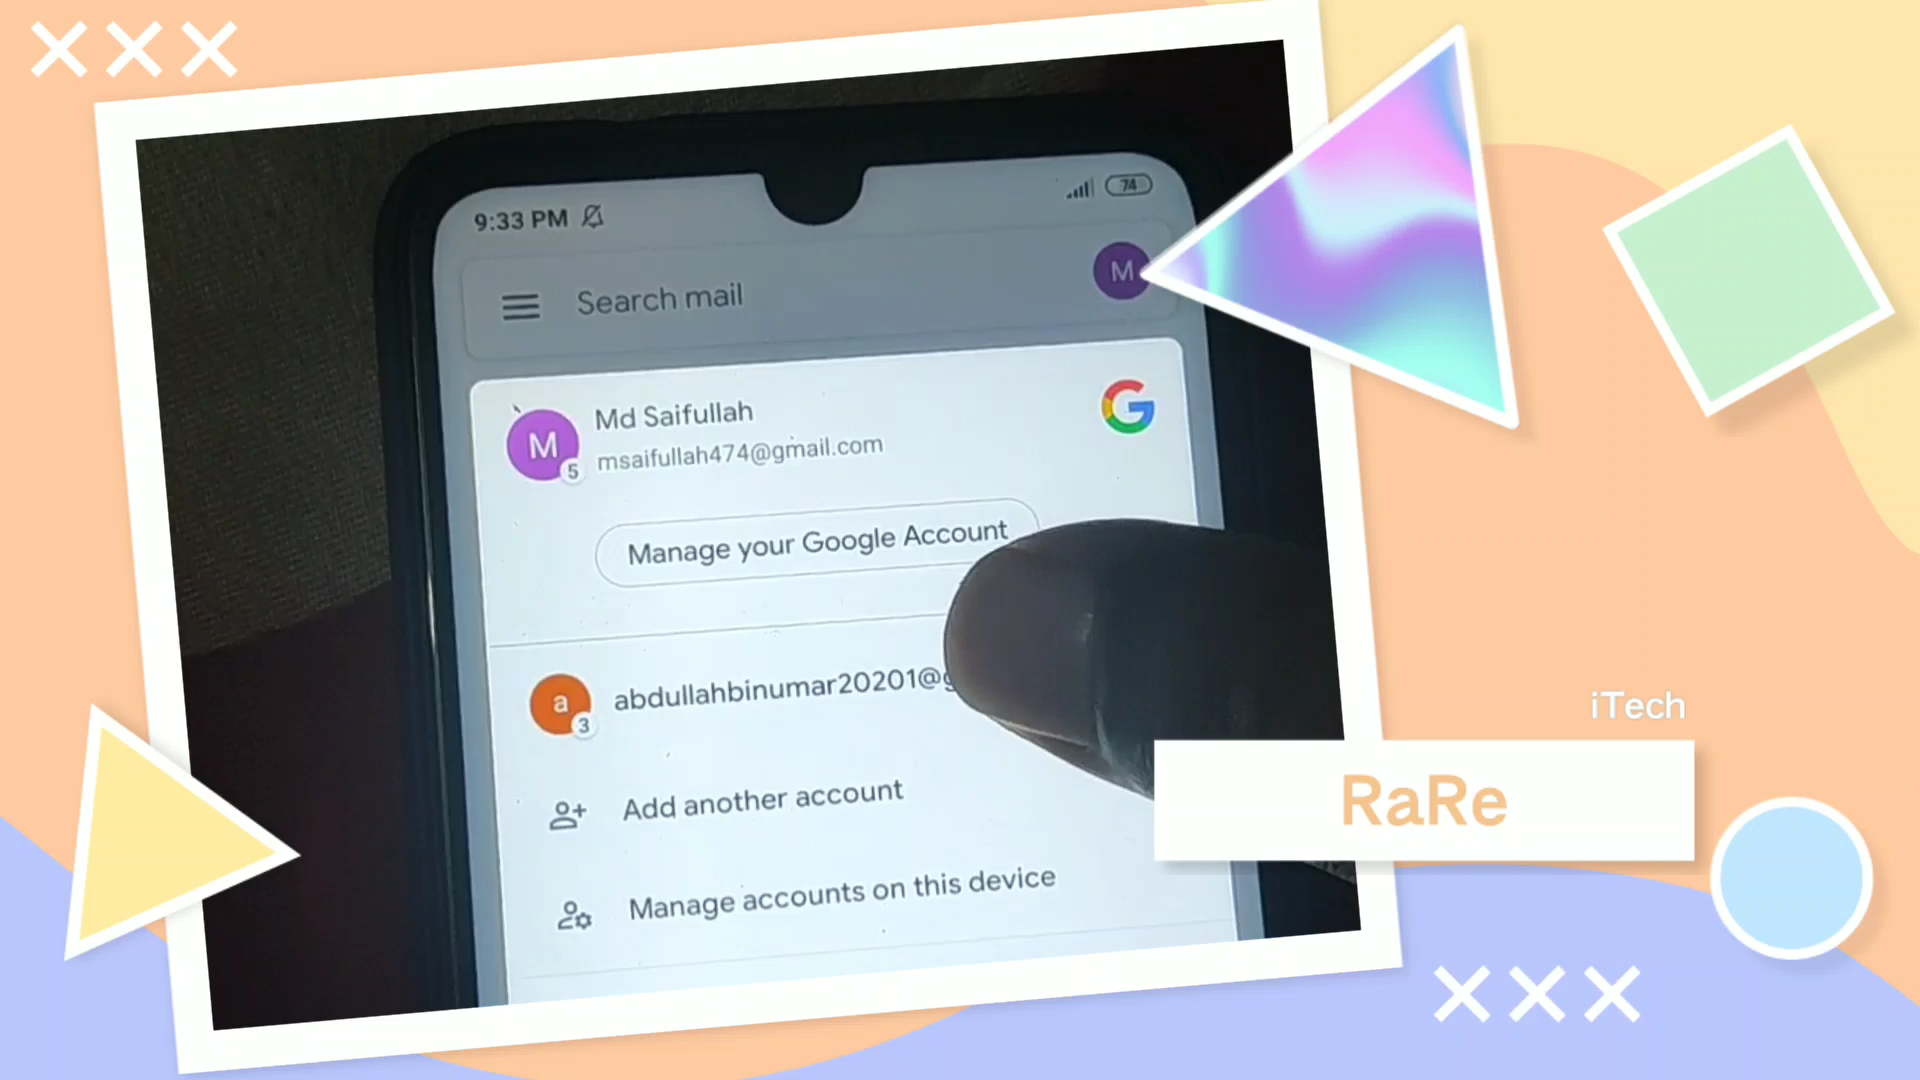 9:33 PM
74
Search mail
M
M
5
Md Saifullah
msaifullah474@gmail.com
Manage your Google Account
a
3
abdullahbinumar20201@g
Add another account
Manage accounts on this device
iTech
RaRe